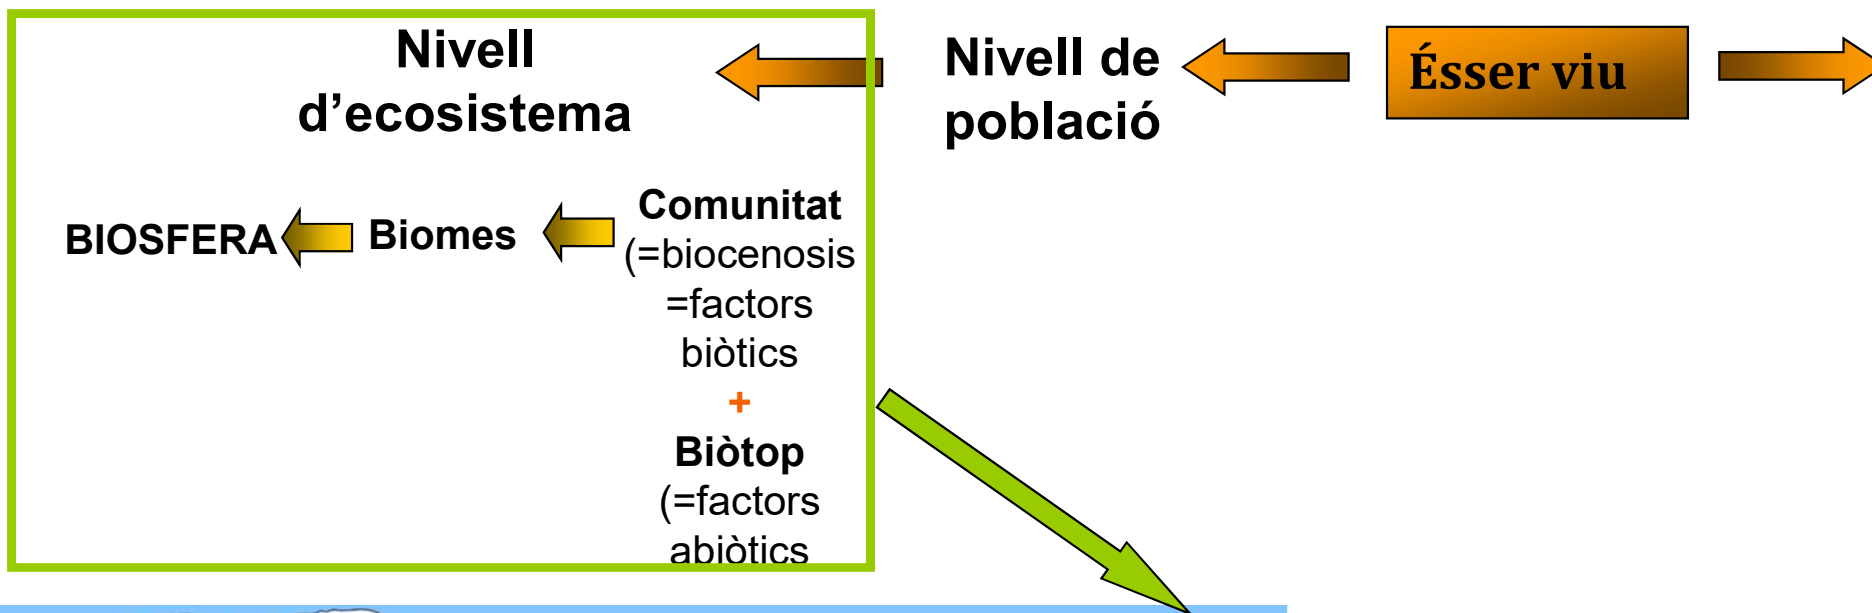 Nivell
d’ecosistema
Nivell de
població
Ésser viu
BIOSFERA
Biomes
Comunitat
(=biocenosis
=factors
biòtics
+
Biòtop
(=factors
abiòtics